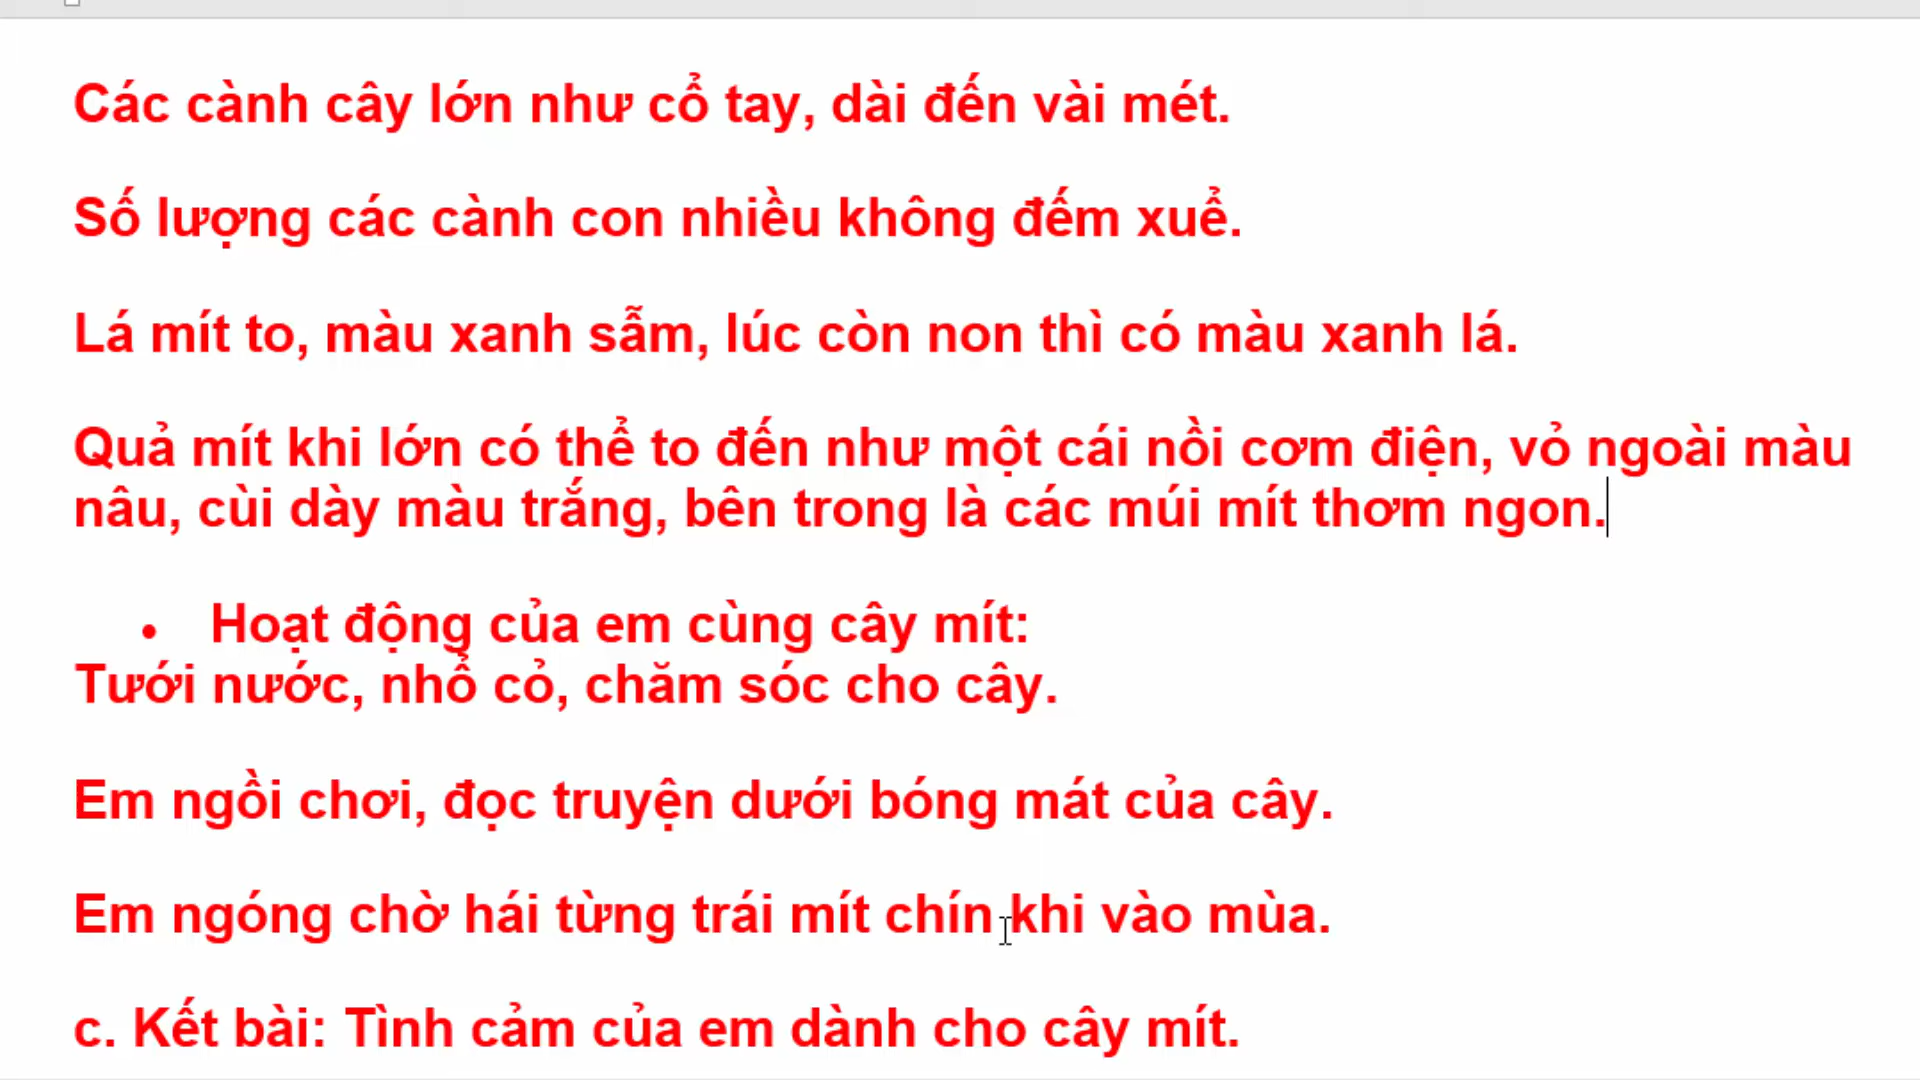 Các cành cây lớn như cổ tay, dài đến vài mét.
Số lượng các cành con nhiều không đếm xuể.
Lá mít to, màu xanh sẫm, lúc còn non thì có màu xanh lá.
Quả mít khi lớn có thể to đến như một cái nồi cơm điện, vỏ ngoài màu
nâu, cùi dày màu trắng, bên trong là các múi mít thơm ngon.
• Hoạt động của em cùng cây mít:
Tưới nước, nhổ cỏ, chăm sóc cho cây.
Em ngồi chơi, đọc truyện dưới bóng mát của cây.
Em ngóng chờ hái từng trái mít chín khi vào mùa.
c. Kết bài: Tình cảm của em dành cho cây mít.